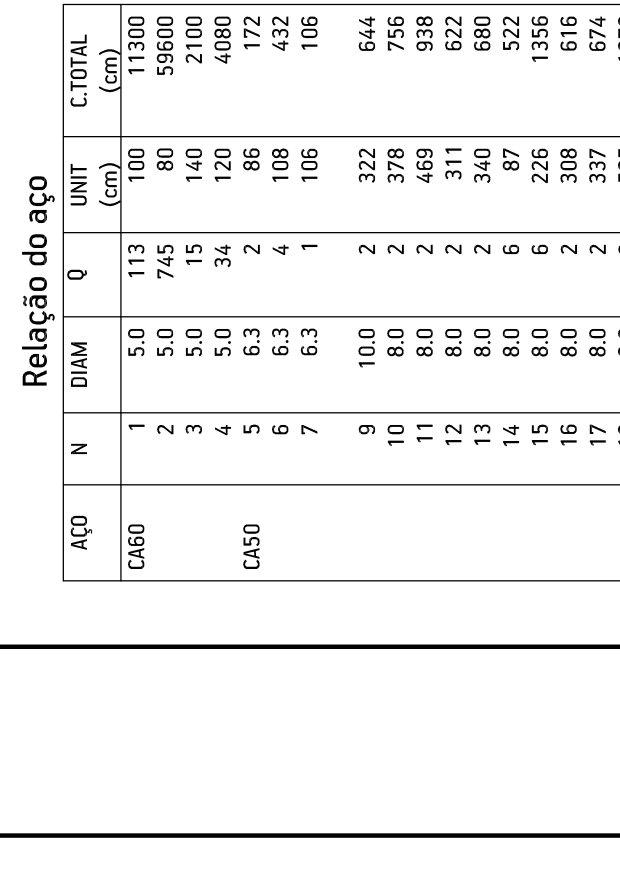 Relação do aço
AÇO N DIAM Q UNIT (cm) C.TOTAL (cm)
CA60 1 5.0 113 100 11300
2 5.0 745 80 59600
3 5.0 15 140 2100
4 5.0 34 120 4080
CA50 5 6.3 2 86 172
6 6.3 4 108 432
7 6.3 1 106 106
9 10.0 2 322 644
10 8.0 2 378 756
11 8.0 2 469 938
12 8.0 2 311 622
13 8.0 2 340 680
14 8.0 6 87 522
15 8.0 6 226 1356
16 8.0 2 308 616
17 8.0 2 337 674